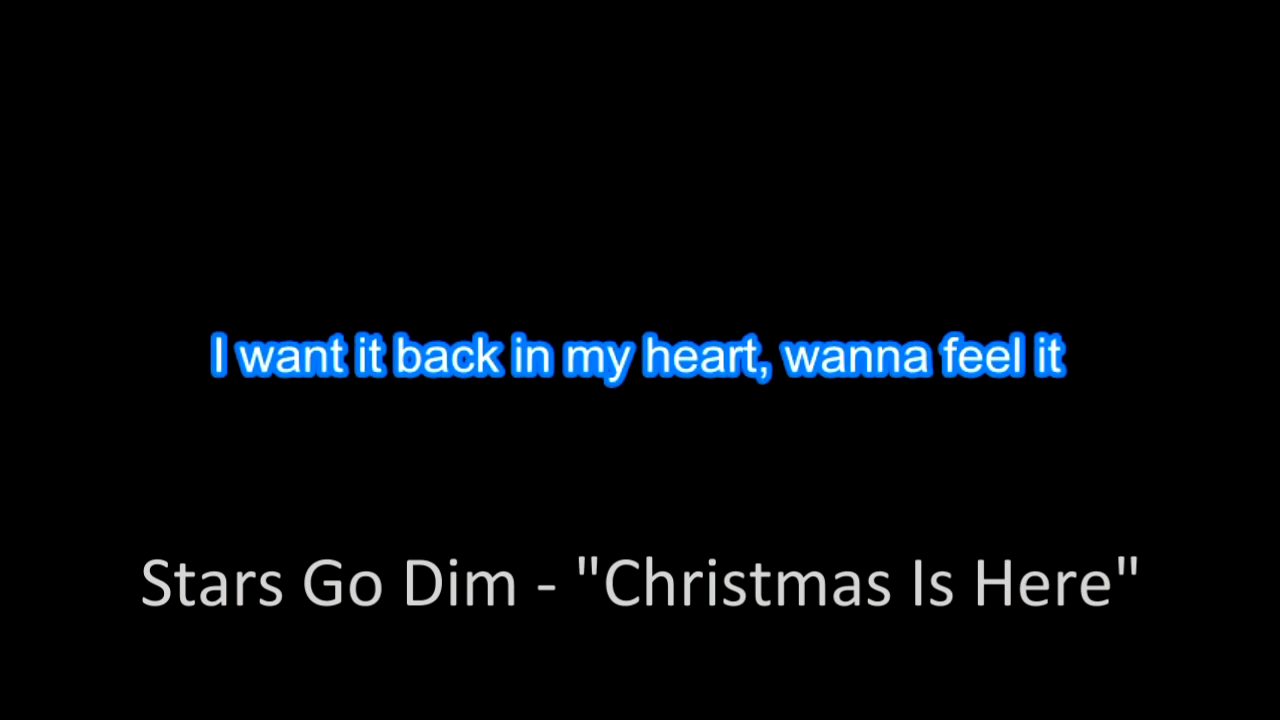 I want it back in my heart, wanna feel it
Stars Go Dim - "Christmas Is Here"